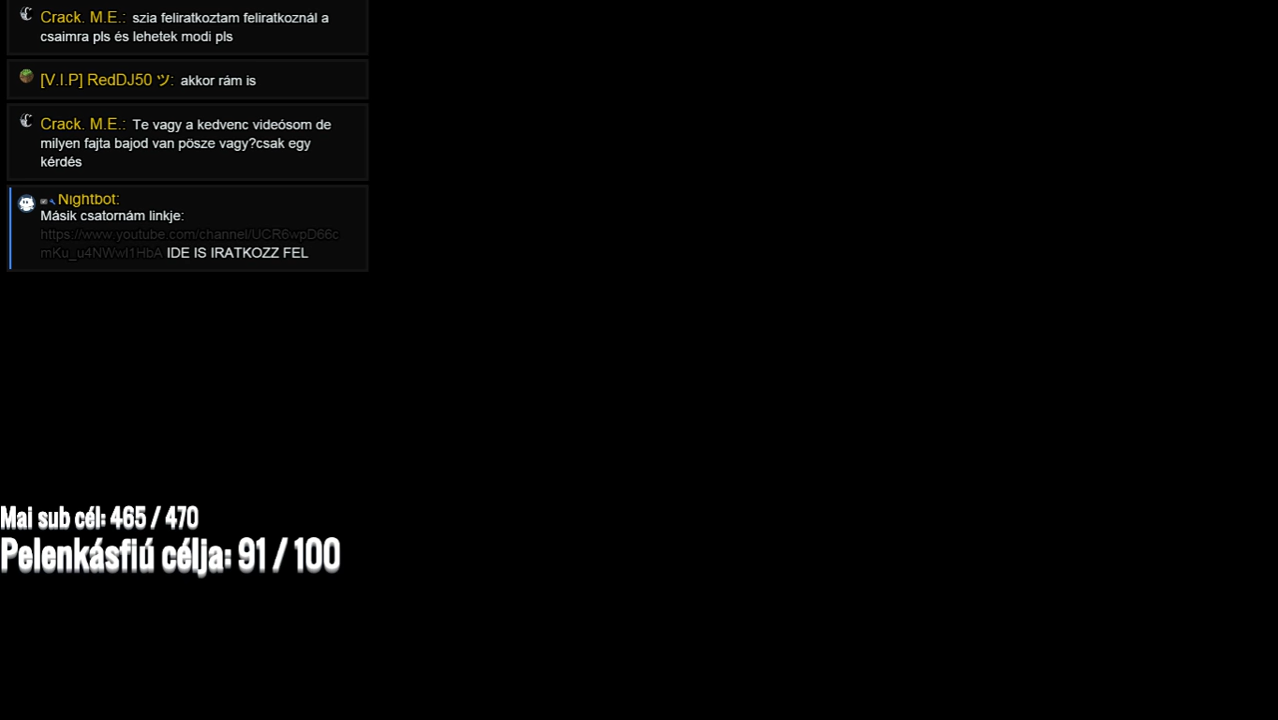 Crack. M.E.: szia feliratkoztam feliratkoznál a
csaimra pls és lehetek modi pls
[V.I.P] RedDJ50 ツ: akkor rám is
Crack. M.E.: Te vagy a kedvenc videósom de
milyen fajta bajod van pösze vagy?csak egy
kérdés
Nightbot:
Másik csatornám linkje:
https://www.youtube.com/channel/UCR6wpD66c
mKu_u4NWwI1HbA IDE IS IRATKOZZ FEL
Mai sub cél: 465 / 470
Pelenkásfiú célja: 91 / 100